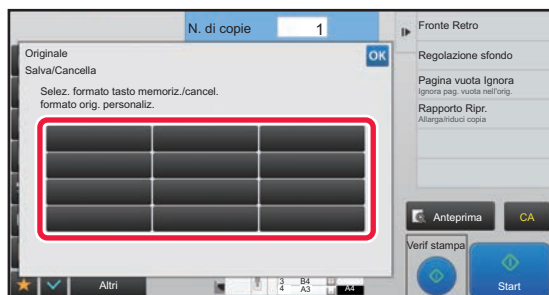 N. di copie 1
Originale
OK
Salva/Cancella
Selez. formato tasto memoriz./cancel.
formato orig. personaliz.
Fronte Retro
Regolazione sfondo
Pagina vuota Ignora
Ignora pag. vuota nell'orig.
Rapporto Ripr.
Allarga/riduci copia
Anteprima
CA
Verif stampa
Start
Altri
3 B4
4 A3
A4